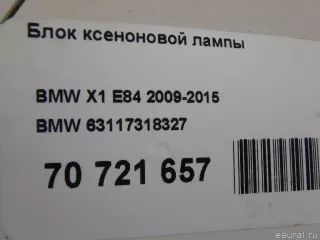 Блок ксеноновой лампы
BMW X1 E84 2009-2015
BMW 63117318327
70 721 657
eaural.ru